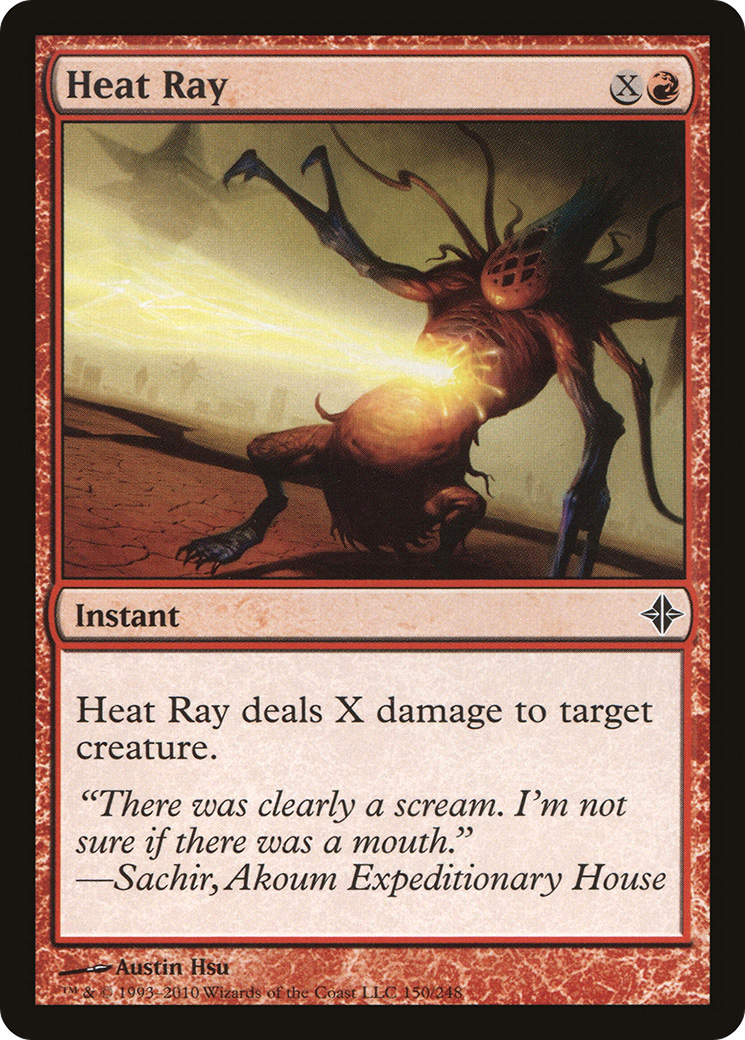 Heat Ray X
Instant
Heat Ray deals X damage to target
creature.
“There was clearly a scream. I’m not
sure if there was a mouth.”
—Sachir, Akoum Expeditionary House
Austin Hsu
™ & © 1993–2010 Wizards of the Coast LLC 150/248